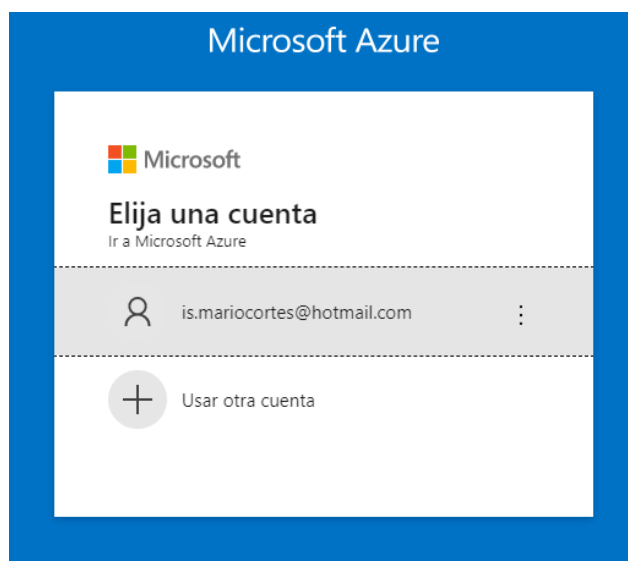 Microsoft Azure
Microsoft
Elija una cuenta
Ir a Microsoft Azure
is.mariocortes@hotmail.com
Usar otra cuenta